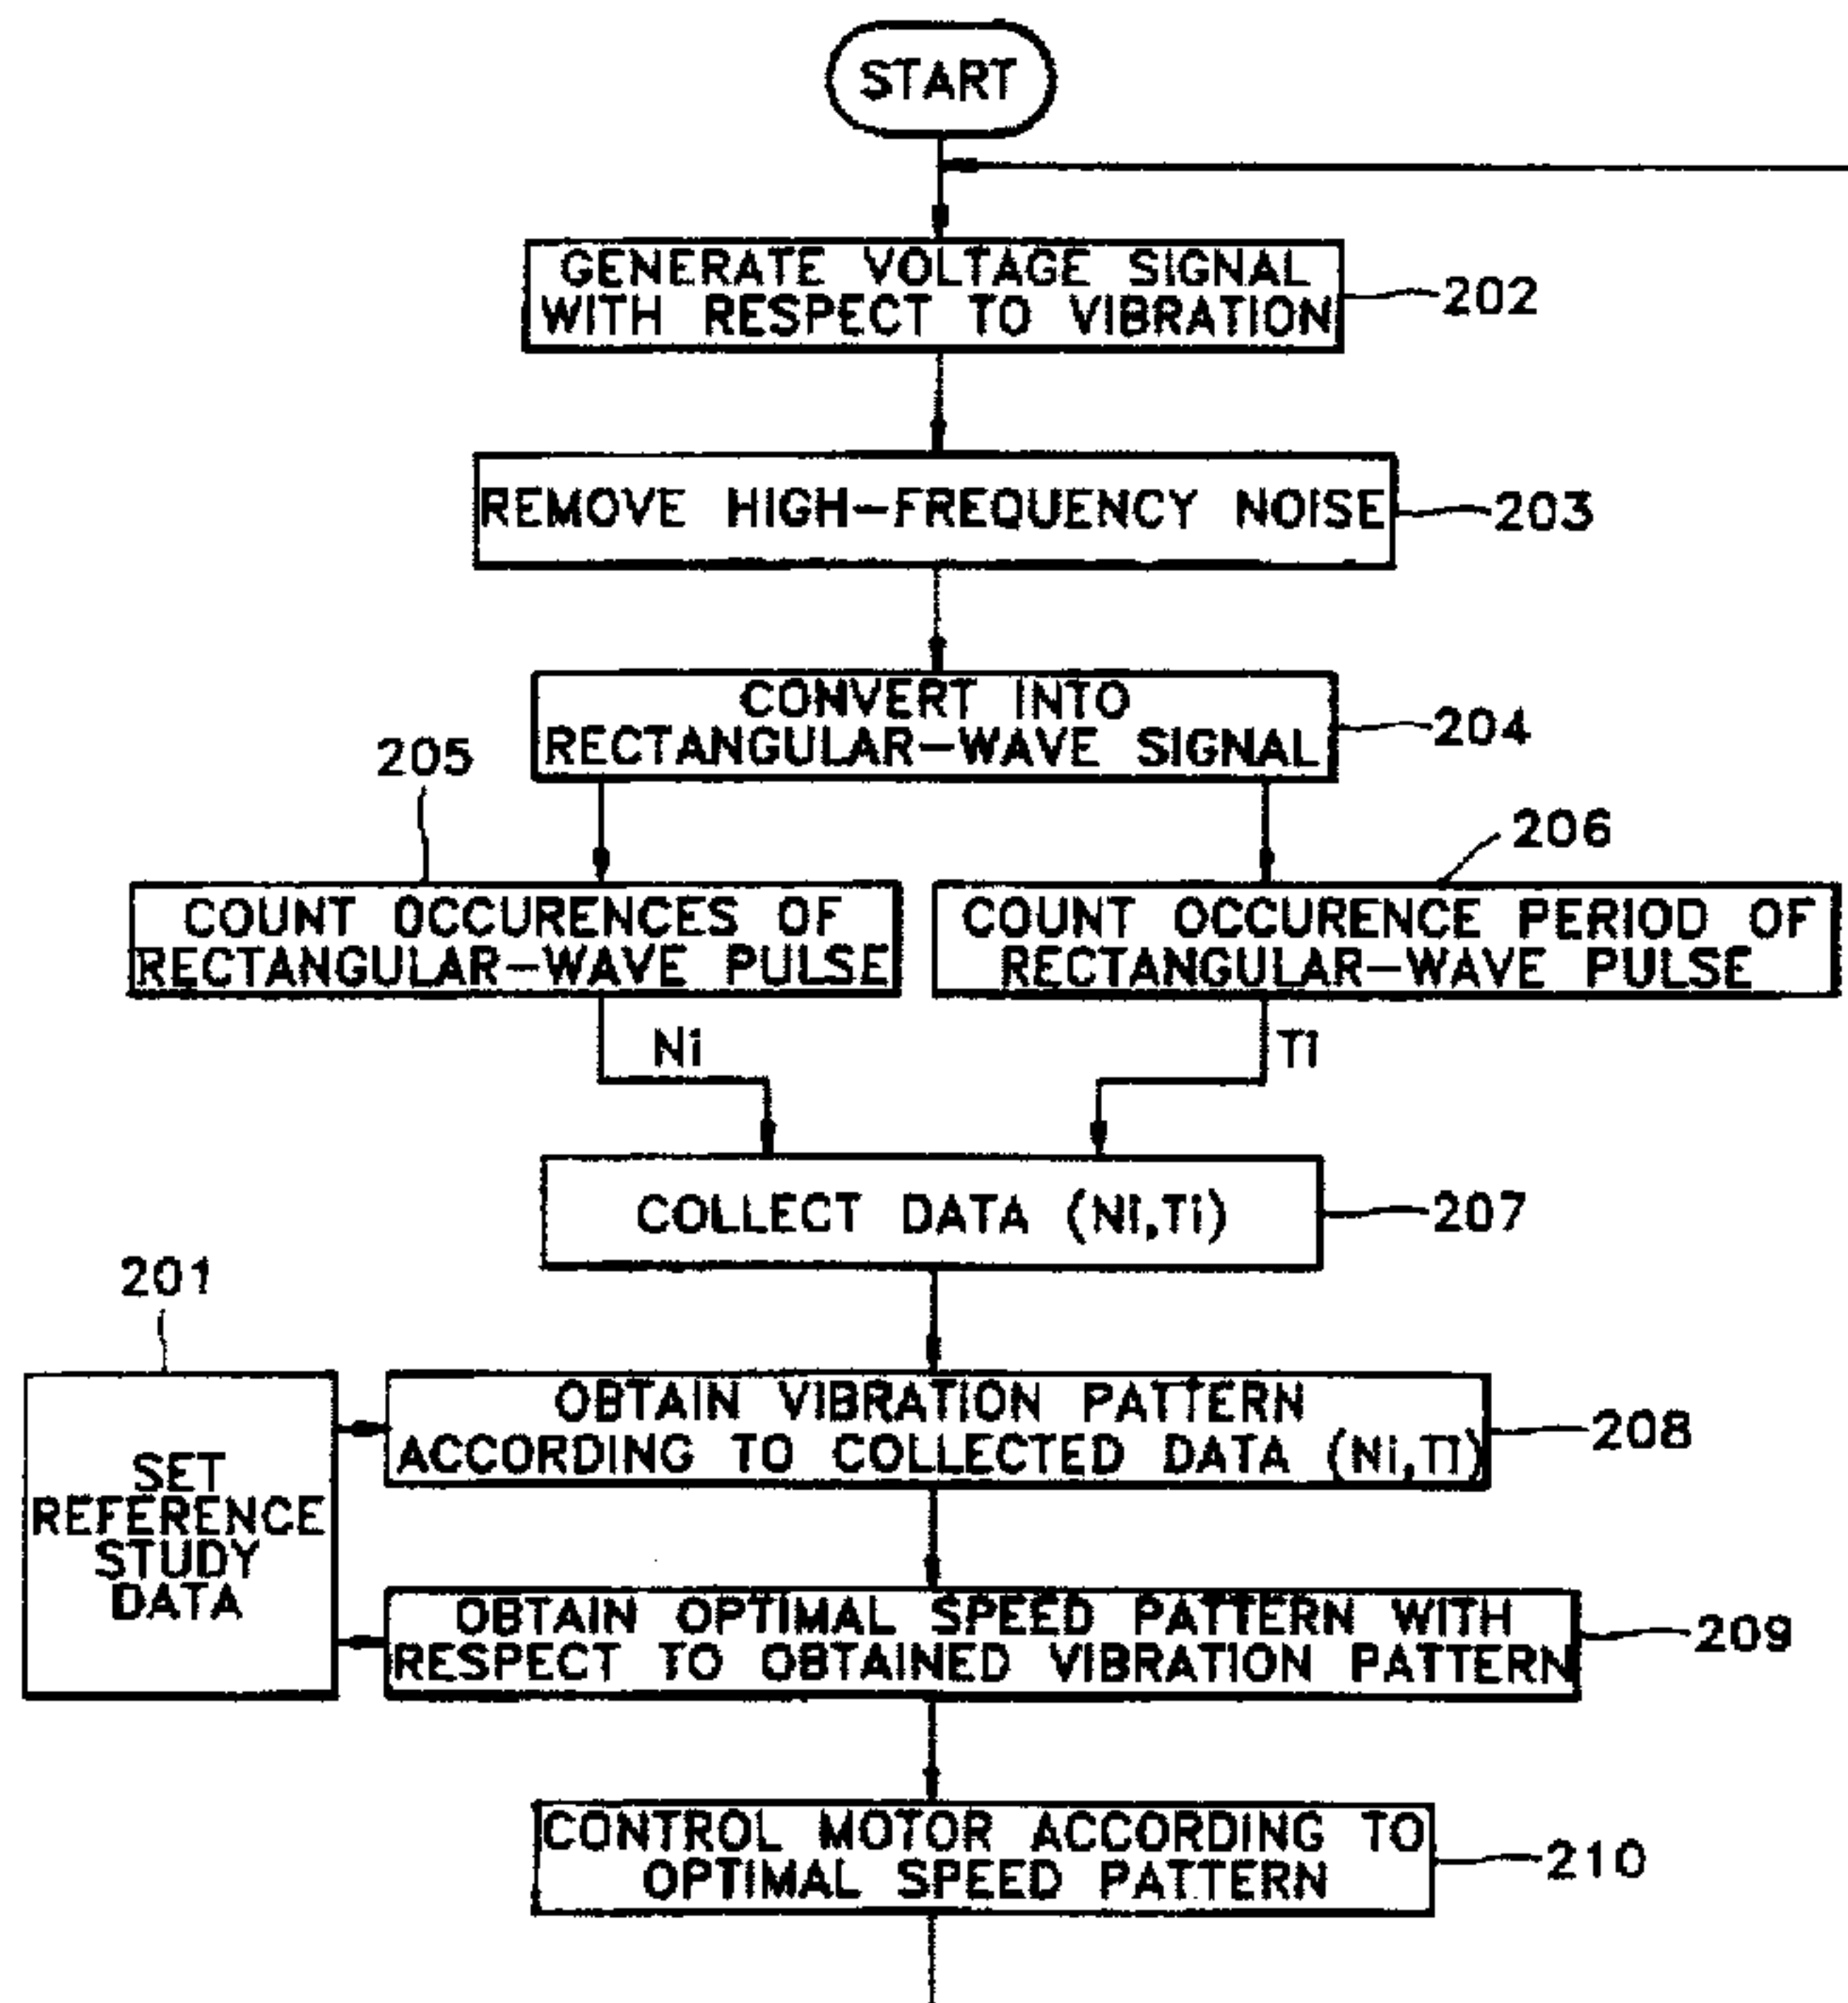 START
GENERATE VOLTAGE SIGNAL
WITH RESPECT TO VIBRATION
202
REMOVE HIGH-FREQUENCY NOISE
203
CONVERT INTO
RECTANGULAR-WAVE SIGNAL
204
205
206
COUNT OCCURENCES OF
RECTANGULAR-WAVE PULSE
COUNT OCCURENCE PERIOD OF
RECTANGULAR-WAVE PULSE
Ni
Ti
COLLECT DATA (Ni,Ti)
207
201
SET
REFERENCE
STUDY
DATA
OBTAIN VIBRATION PATTERN
ACCORDING TO COLLECTED DATA (Ni,Ti)
208
OBTAIN OPTIMAL SPEED PATTERN WITH
RESPECT TO OBTAINED VIBRATION PATTERN
209
CONTROL MOTOR ACCORDING TO
OPTIMAL SPEED PATTERN
210